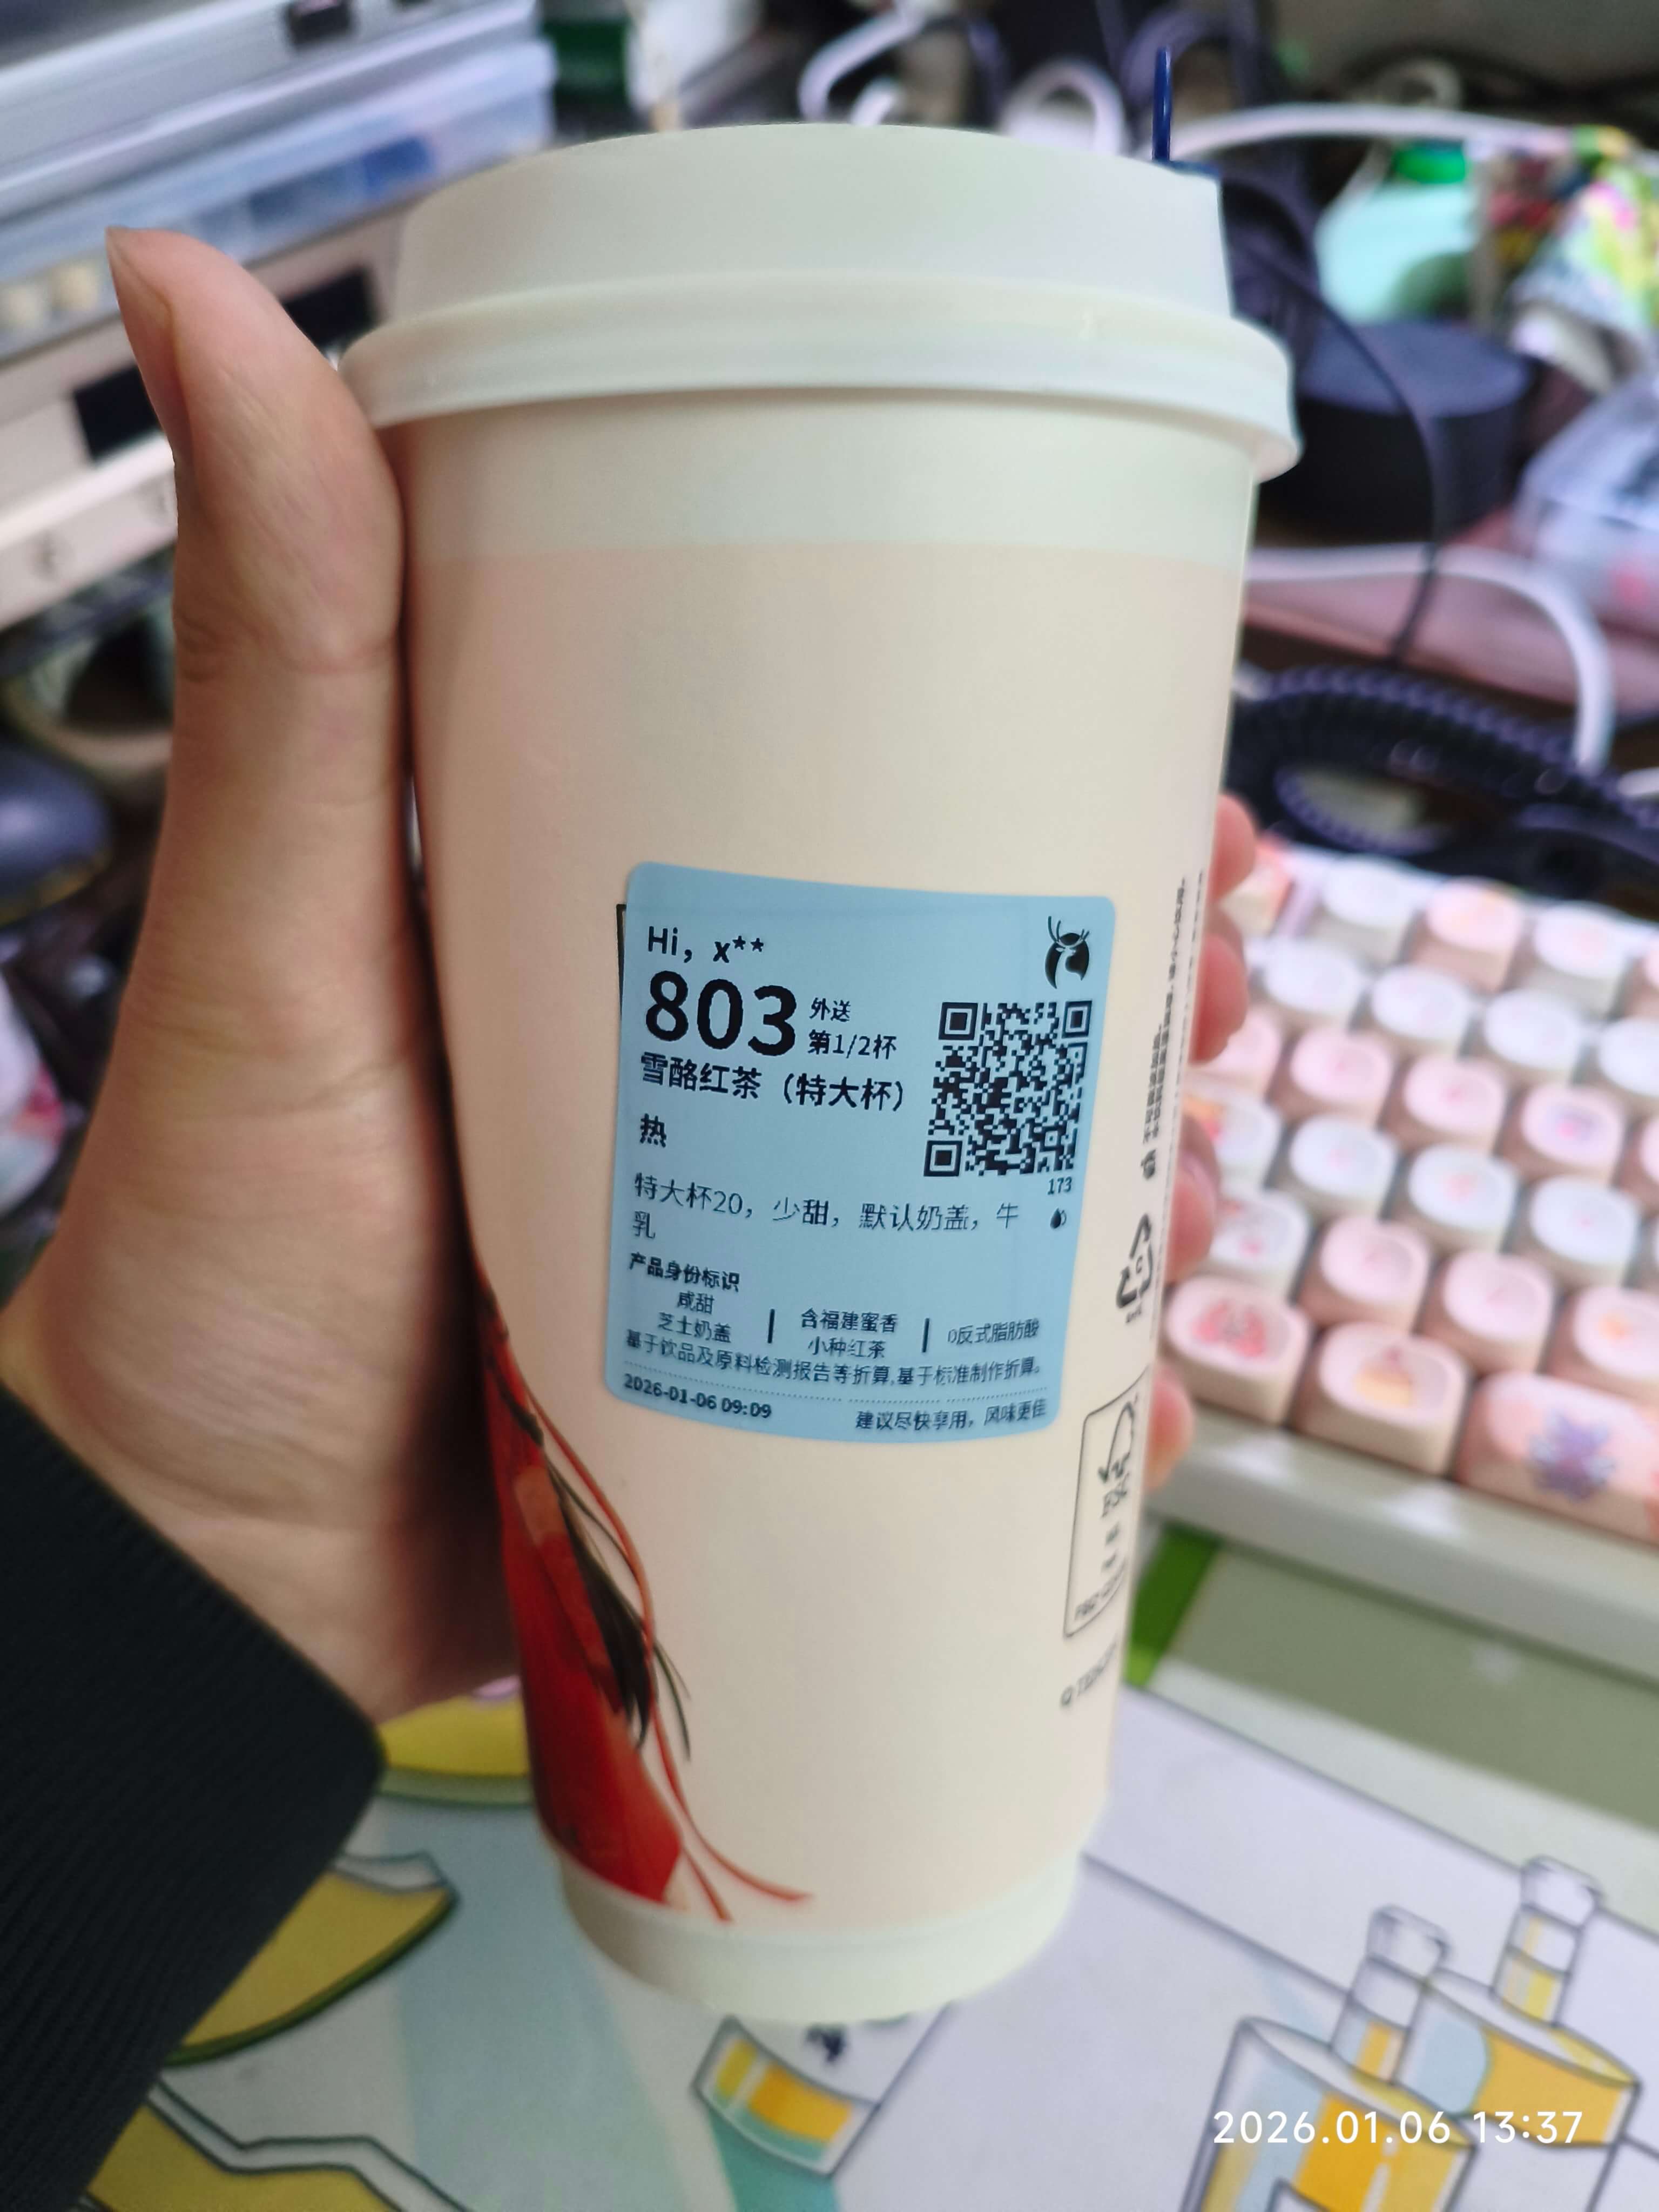 Hi，x**
803
外送
第1/2杯
雪酪红茶（特大杯）
热
173
特大杯20，少甜，默认奶盖，牛
乳
产品身份标识
咸甜
芝士奶盖
含福建蜜香
小种红茶
0反式脂肪酸
基于饮品及原料检测报告等折算,基于标准制作折算。
2026-01-06 09:09
建议尽快享用，风味更佳
FSC
2026.01.06 13:37